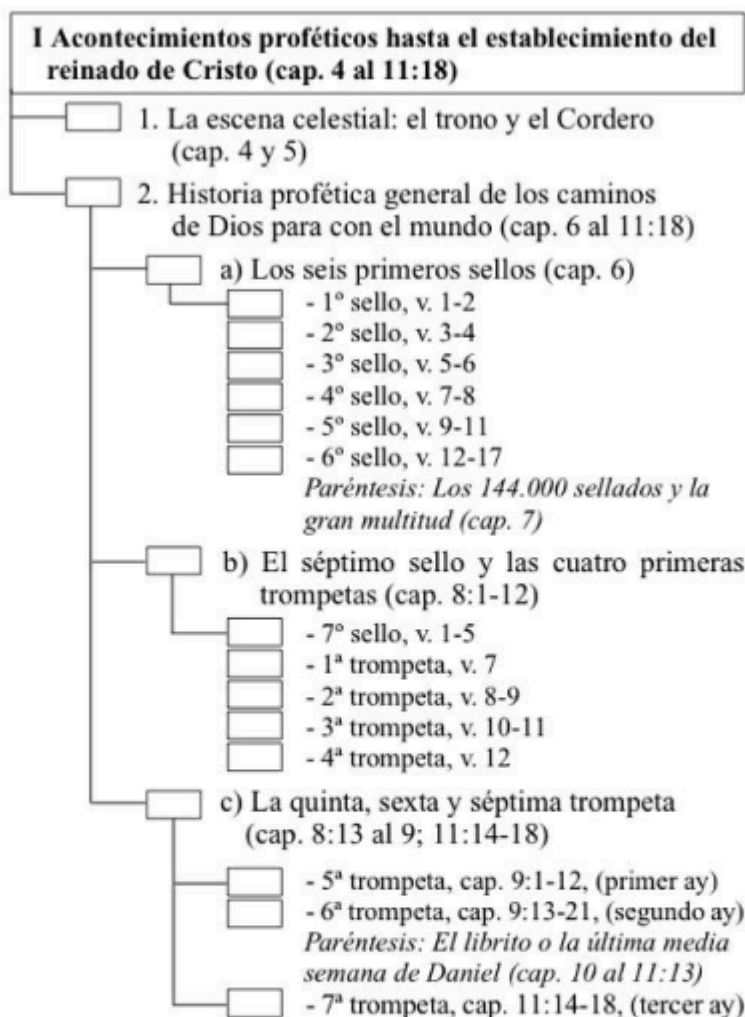 I Acontecimientos proféticos hasta el establecimiento del
reinado de Cristo (cap. 4 al 11:18)
1. La escena celestial: el trono y el Cordero
(cap. 4 y 5)
2. Historia profética general de los caminos
de Dios para con el mundo (cap. 6 al 11:18)
a) Los seis primeros sellos (cap. 6)
- 1º sello, v. 1-2
- 2º sello, v. 3-4
- 3º sello, v. 5-6
- 4º sello, v. 7-8
- 5º sello, v. 9-11
- 6º sello, v. 12-17
Paréntesis: Los 144.000 sellados y la
gran multitud (cap. 7)
b) El séptimo sello y las cuatro primeras
trompetas (cap. 8:1-12)
- 7º sello, v. 1-5
- 1ª trompeta, v. 7
- 2ª trompeta, v. 8-9
- 3ª trompeta, v. 10-11
- 4ª trompeta, v. 12
c) La quinta, sexta y séptima trompeta
(cap. 8:13 al 9; 11:14-18)
- 5ª trompeta, cap. 9:1-12, (primer ay)
- 6ª trompeta, cap. 9:13-21, (segundo ay)
Paréntesis: El librito o la última media
semana de Daniel (cap. 10 al 11:13)
- 7ª trompeta, cap. 11:14-18, (tercer ay)